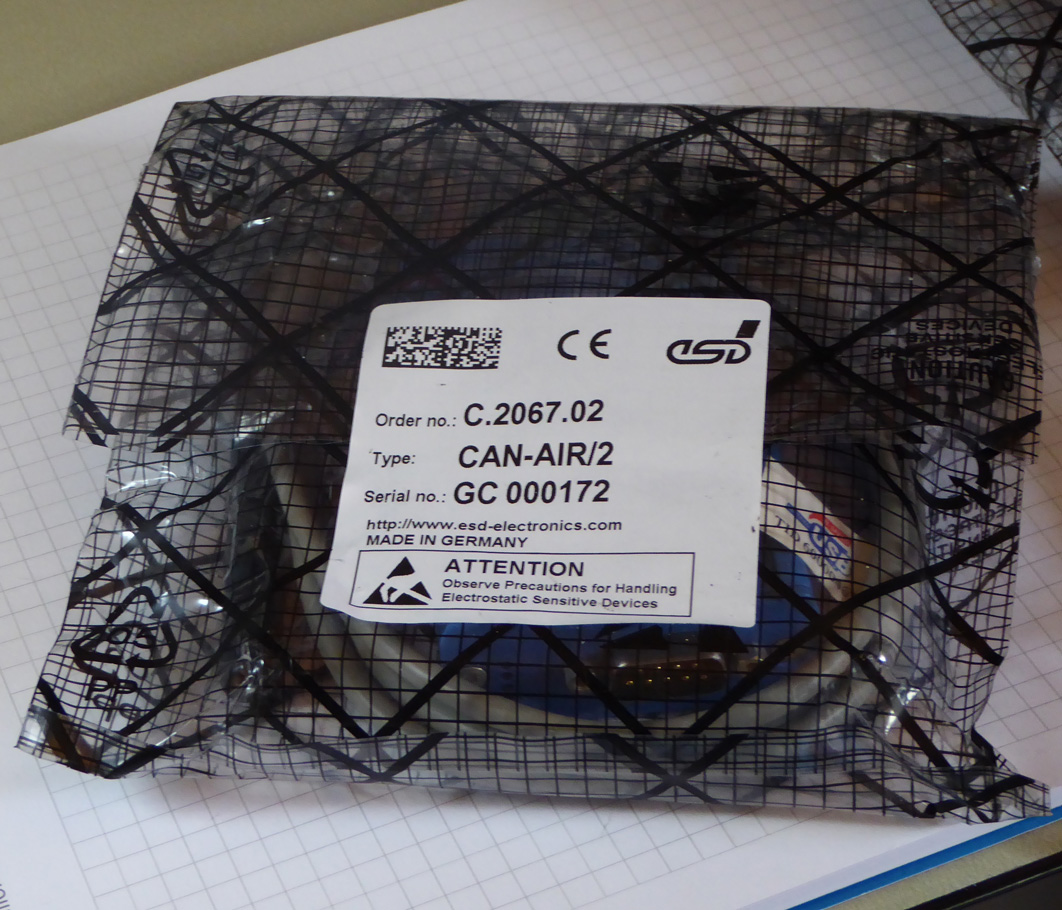 CE
esd
Order no.: C.2067.02
Type: CAN-AIR/2
Serial no.: GC 000172
http://www.esd-electronics.com
MADE IN GERMANY
ATTENTION
Observe Precautions for Handling
Electrostatic Sensitive Devices
CAUTION